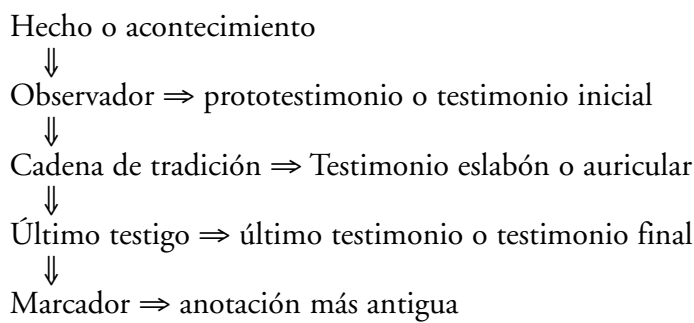 Hecho o acontecimiento
⇓
Observador ⇒ prototestimonio o testimonio inicial
⇓
Cadena de tradición ⇒ Testimonio eslabón o auricular
⇓
Último testigo ⇒ último testimonio o testimonio final
⇓
Marcador ⇒ anotación más antigua